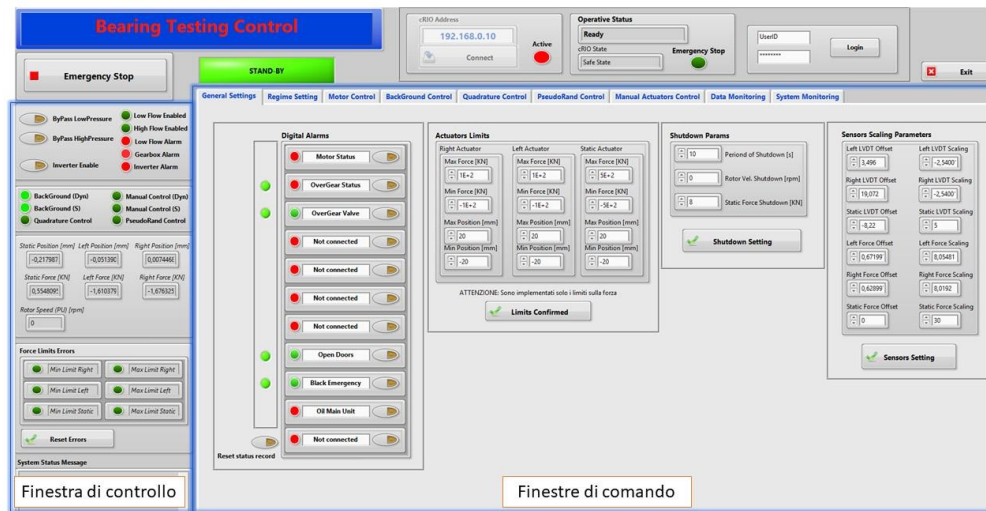 Bearing Testing Control
cRIO Address
192.168.0.10
Connect
Active
Operative Status
Ready
cRIO State
Safe State
Emergency Stop
UserID
********
Login
Emergency Stop
STAND-BY
Exit
General Settings
Regime Setting
Motor Control
BackGround Control
Quadrature Control
PseudoRand Control
Manual Actuators Control
Data Monitoring
System Monitoring
ByPass LowPressure
ByPass HighPressure
Inverter Enable
Low Flow Enabled
High Flow Enabled
Low Flow Alarm
Gearbox Alarm
Inverter Alarm
BackGround (Dyn)
BackGround (S)
Quadrature Control
Manual Control (Dyn)
Manual Control (S)
PseudoRand Control
Static Position [mm]
Left Position [mm]
Right Position [mm]
-0,217987
-0,051390
0,007446
Static Force [KN]
Left Force [KN]
Right Force [KN]
0,554809
-1,610379
-1,676325
Rotor Speed (PU) [rpm]
0
Force Limits Errors
Min Limit Right
Max Limit Right
Min Limit Left
Max Limit Left
Min Limit Static
Max Limit Static
Reset Errors
System Status Message
Finestra di controllo
Digital Alarms
Motor Status
OverGear Status
OverGear Valve
Not connected
Not connected
Not connected
Not connected
Open Doors
Black Emergency
Oil Main Unit
Not connected
Reset status record
Actuators Limits
Right Actuator
Left Actuator
Static Actuator
Max Force [KN]
Max Force [KN]
Max Force [KN]
1E+2
1E+2
5E+2
Min Force [KN]
Min Force [KN]
Min Force [KN]
-1E+2
-1E+2
-5E+2
Max Position [mm]
Max Position [mm]
Max Position [mm]
20
20
20
Min Position [mm]
Min Position [mm]
Min Position [mm]
-20
-20
-20
ATTENZIONE: Sono implementati solo i limiti sulla forza
Limits Confirmed
Shutdown Params
10
Periond of Shutdown [s]
0
Rotor Vel. Shutdown [rpm]
8
Static Force Shutdown [KN]
Shutdown Setting
Sensors Scaling Parameters
Left LVDT Offset
Left LVDT Scaling
3,496
-2,5400
Right LVDT Offset
Right LVDT Scaling
19,072
-2,5400
Static LVDT Offset
Static LVDT Scaling
-8,22
5
Left Force Offset
Left Force Scaling
0,67199
8,05481
Right Force Offset
Right Force Scaling
0,62899
8,0192
Static Force Offset
Static Force Scaling
0
30
Sensors Setting
Finestre di comando